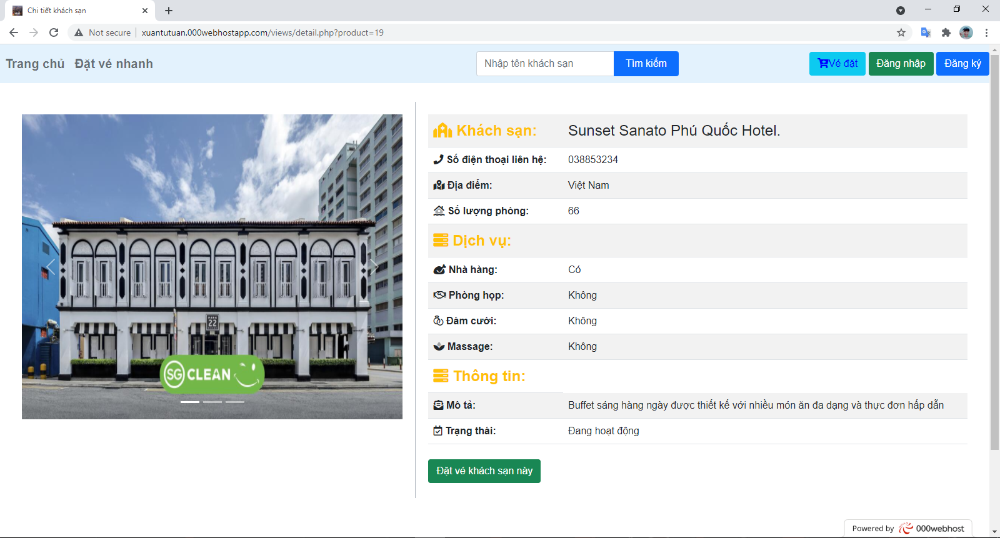 Chi tiết khách sạn
Not secure
xuantutuan.000webhostapp.com/views/detail.php?product=19
Trang chủ Đặt vé nhanh
Nhập tên khách sạn Tìm kiếm
Vé đặt Đăng nhập Đăng ký
Khách sạn: Sunset Sanato Phú Quốc Hotel.
Số điện thoại liên hệ: 038853234
Địa điểm: Việt Nam
Số lượng phòng: 66
Dịch vụ:
Nhà hàng: Có
Phòng họp: Không
Đám cưới: Không
Massage: Không
Thông tin:
Mô tả: Buffet sáng hàng ngày được thiết kế với nhiều món ăn đa dạng và thực đơn hấp dẫn
Trạng thái: Đang hoạt động
Đặt vé khách sạn này
22
SG CLEAN
Powered by 000webhost